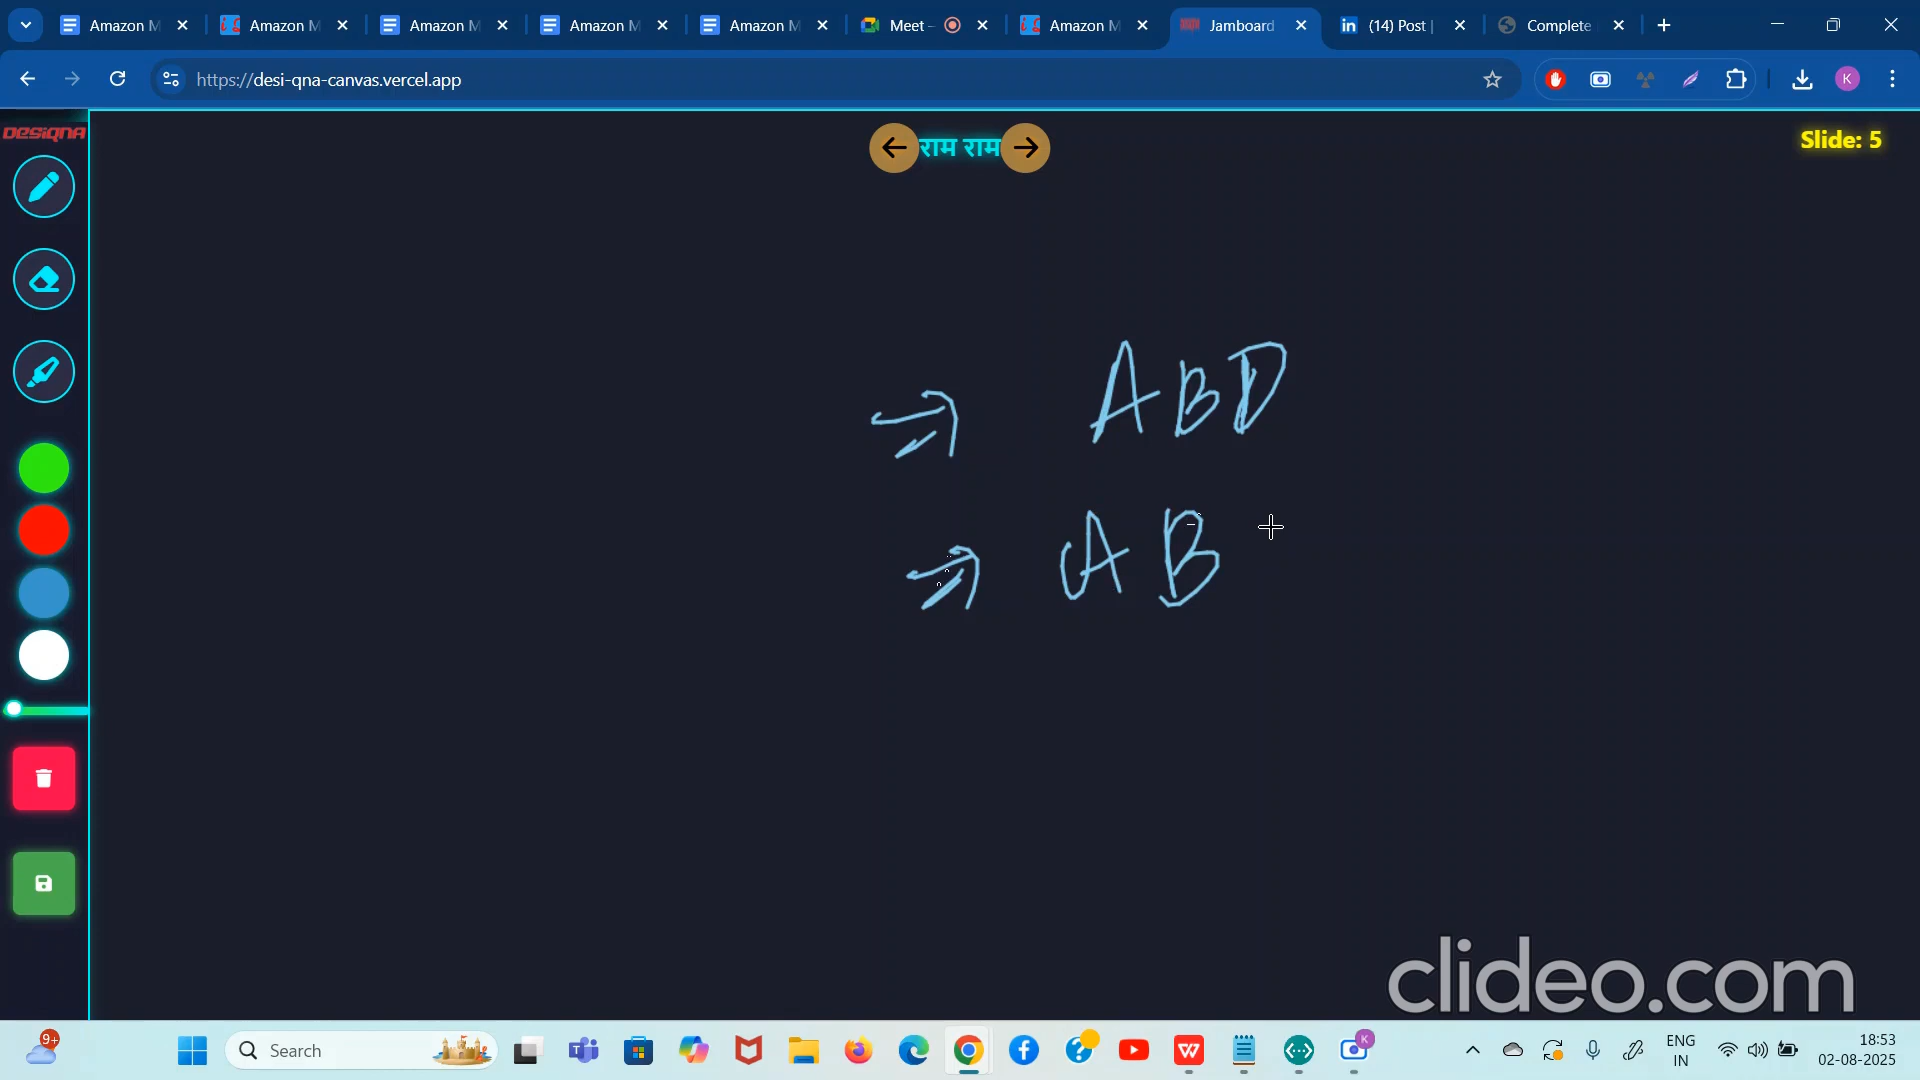 Amazon M
Amazon M
Amazon M
Amazon M
Amazon M
Meet -
Amazon M
Jamboard
(14) Post |
Complete
https://desi-qna-canvas.vercel.app
K
DESIQNA
राम राम
Slide: 5
ABD
AB
clideo.com
9+
Search
K
ENG
IN
18:53
02-08-2025